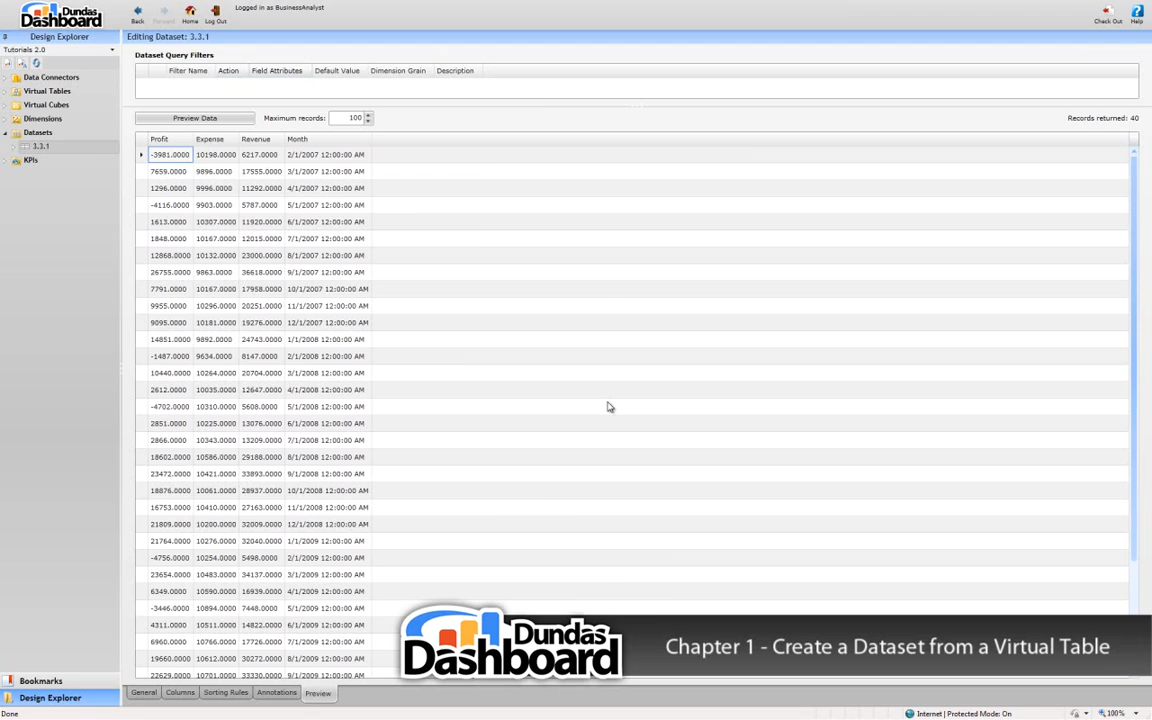 Dundas Dashboard
Back Forward Home Log Out Logged in as BusinessAnalyst Check Out Help
Design Explorer
Editing Dataset: 3.3.1
Tutorials 2.0
Data Connectors
Virtual Tables
Virtual Cubes
Dimensions
Datasets
3.3.1
KPIs
Dataset Query Filters
Filter Name Action Field Attributes Default Value Dimension Grain Description
Preview Data Maximum records: 100 Records returned: 40
Profit Expense Revenue Month
-3981.0000 10198.0000 6217.0000 2/1/2007 12:00:00 AM
7659.0000 9896.0000 17555.0000 3/1/2007 12:00:00 AM
1296.0000 9996.0000 11292.0000 4/1/2007 12:00:00 AM
-4116.0000 9903.0000 5787.0000 5/1/2007 12:00:00 AM
1613.0000 10307.0000 11920.0000 6/1/2007 12:00:00 AM
1848.0000 10167.0000 12015.0000 7/1/2007 12:00:00 AM
12868.0000 10132.0000 23000.0000 8/1/2007 12:00:00 AM
26755.0000 9863.0000 36618.0000 9/1/2007 12:00:00 AM
7791.0000 10167.0000 17958.0000 10/1/2007 12:00:00 AM
9955.0000 10296.0000 20251.0000 11/1/2007 12:00:00 AM
9095.0000 10181.0000 19276.0000 12/1/2007 12:00:00 AM
14851.0000 9892.0000 24743.0000 1/1/2008 12:00:00 AM
-1487.0000 9634.0000 8147.0000 2/1/2008 12:00:00 AM
10440.0000 10264.0000 20704.0000 3/1/2008 12:00:00 AM
2612.0000 10035.0000 12647.0000 4/1/2008 12:00:00 AM
-4702.0000 10310.0000 5608.0000 5/1/2008 12:00:00 AM
2851.0000 10225.0000 13076.0000 6/1/2008 12:00:00 AM
2866.0000 10343.0000 13209.0000 7/1/2008 12:00:00 AM
18602.0000 10586.0000 29188.0000 8/1/2008 12:00:00 AM
23472.0000 10421.0000 33893.0000 9/1/2008 12:00:00 AM
18876.0000 10061.0000 28937.0000 10/1/2008 12:00:00 AM
16753.0000 10410.0000 27163.0000 11/1/2008 12:00:00 AM
21809.0000 10200.0000 32009.0000 12/1/2008 12:00:00 AM
21764.0000 10276.0000 32040.0000 1/1/2009 12:00:00 AM
-4756.0000 10254.0000 5498.0000 2/1/2009 12:00:00 AM
23654.0000 10483.0000 34137.0000 3/1/2009 12:00:00 AM
6349.0000 10590.0000 16939.0000 4/1/2009 12:00:00 AM
-3446.0000 10894.0000 7448.0000 5/1/2009 12:00:00 AM
4311.0000 10511.0000 14822.0000 6/1/2009 12:00:00 AM
6960.0000 10766.0000 17726.0000 7/1/2009 12:00:00 AM
19660.0000 10612.0000 30272.0000 8/1/2009 12:00:00 AM
22629.0000 10701.0000 33330.0000 9/1/2009 12:00:00 AM
Dundas Dashboard
Chapter 1 - Create a Dataset from a Virtual Table
Bookmarks
Design Explorer
General Columns Sorting Rules Annotations Preview
Done Internet | Protected Mode: On 100%